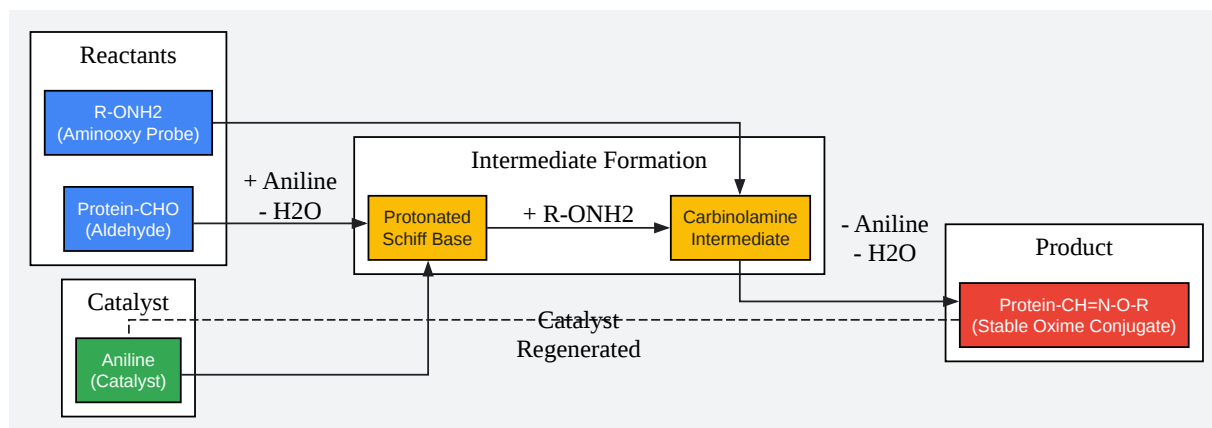 Reactants
R-ONH2
(Aminooxy Probe)
Protein-CHO
(Aldehyde)
+ Aniline
- H2O
Intermediate Formation
Protonated
Schiff Base
+ R-ONH2
Carbinolamine
Intermediate
- Aniline
- H2O
Product
Protein-CH=N-O-R
(Stable Oxime Conjugate)
Catalyst
Aniline
(Catalyst)
Catalyst
Regenerated